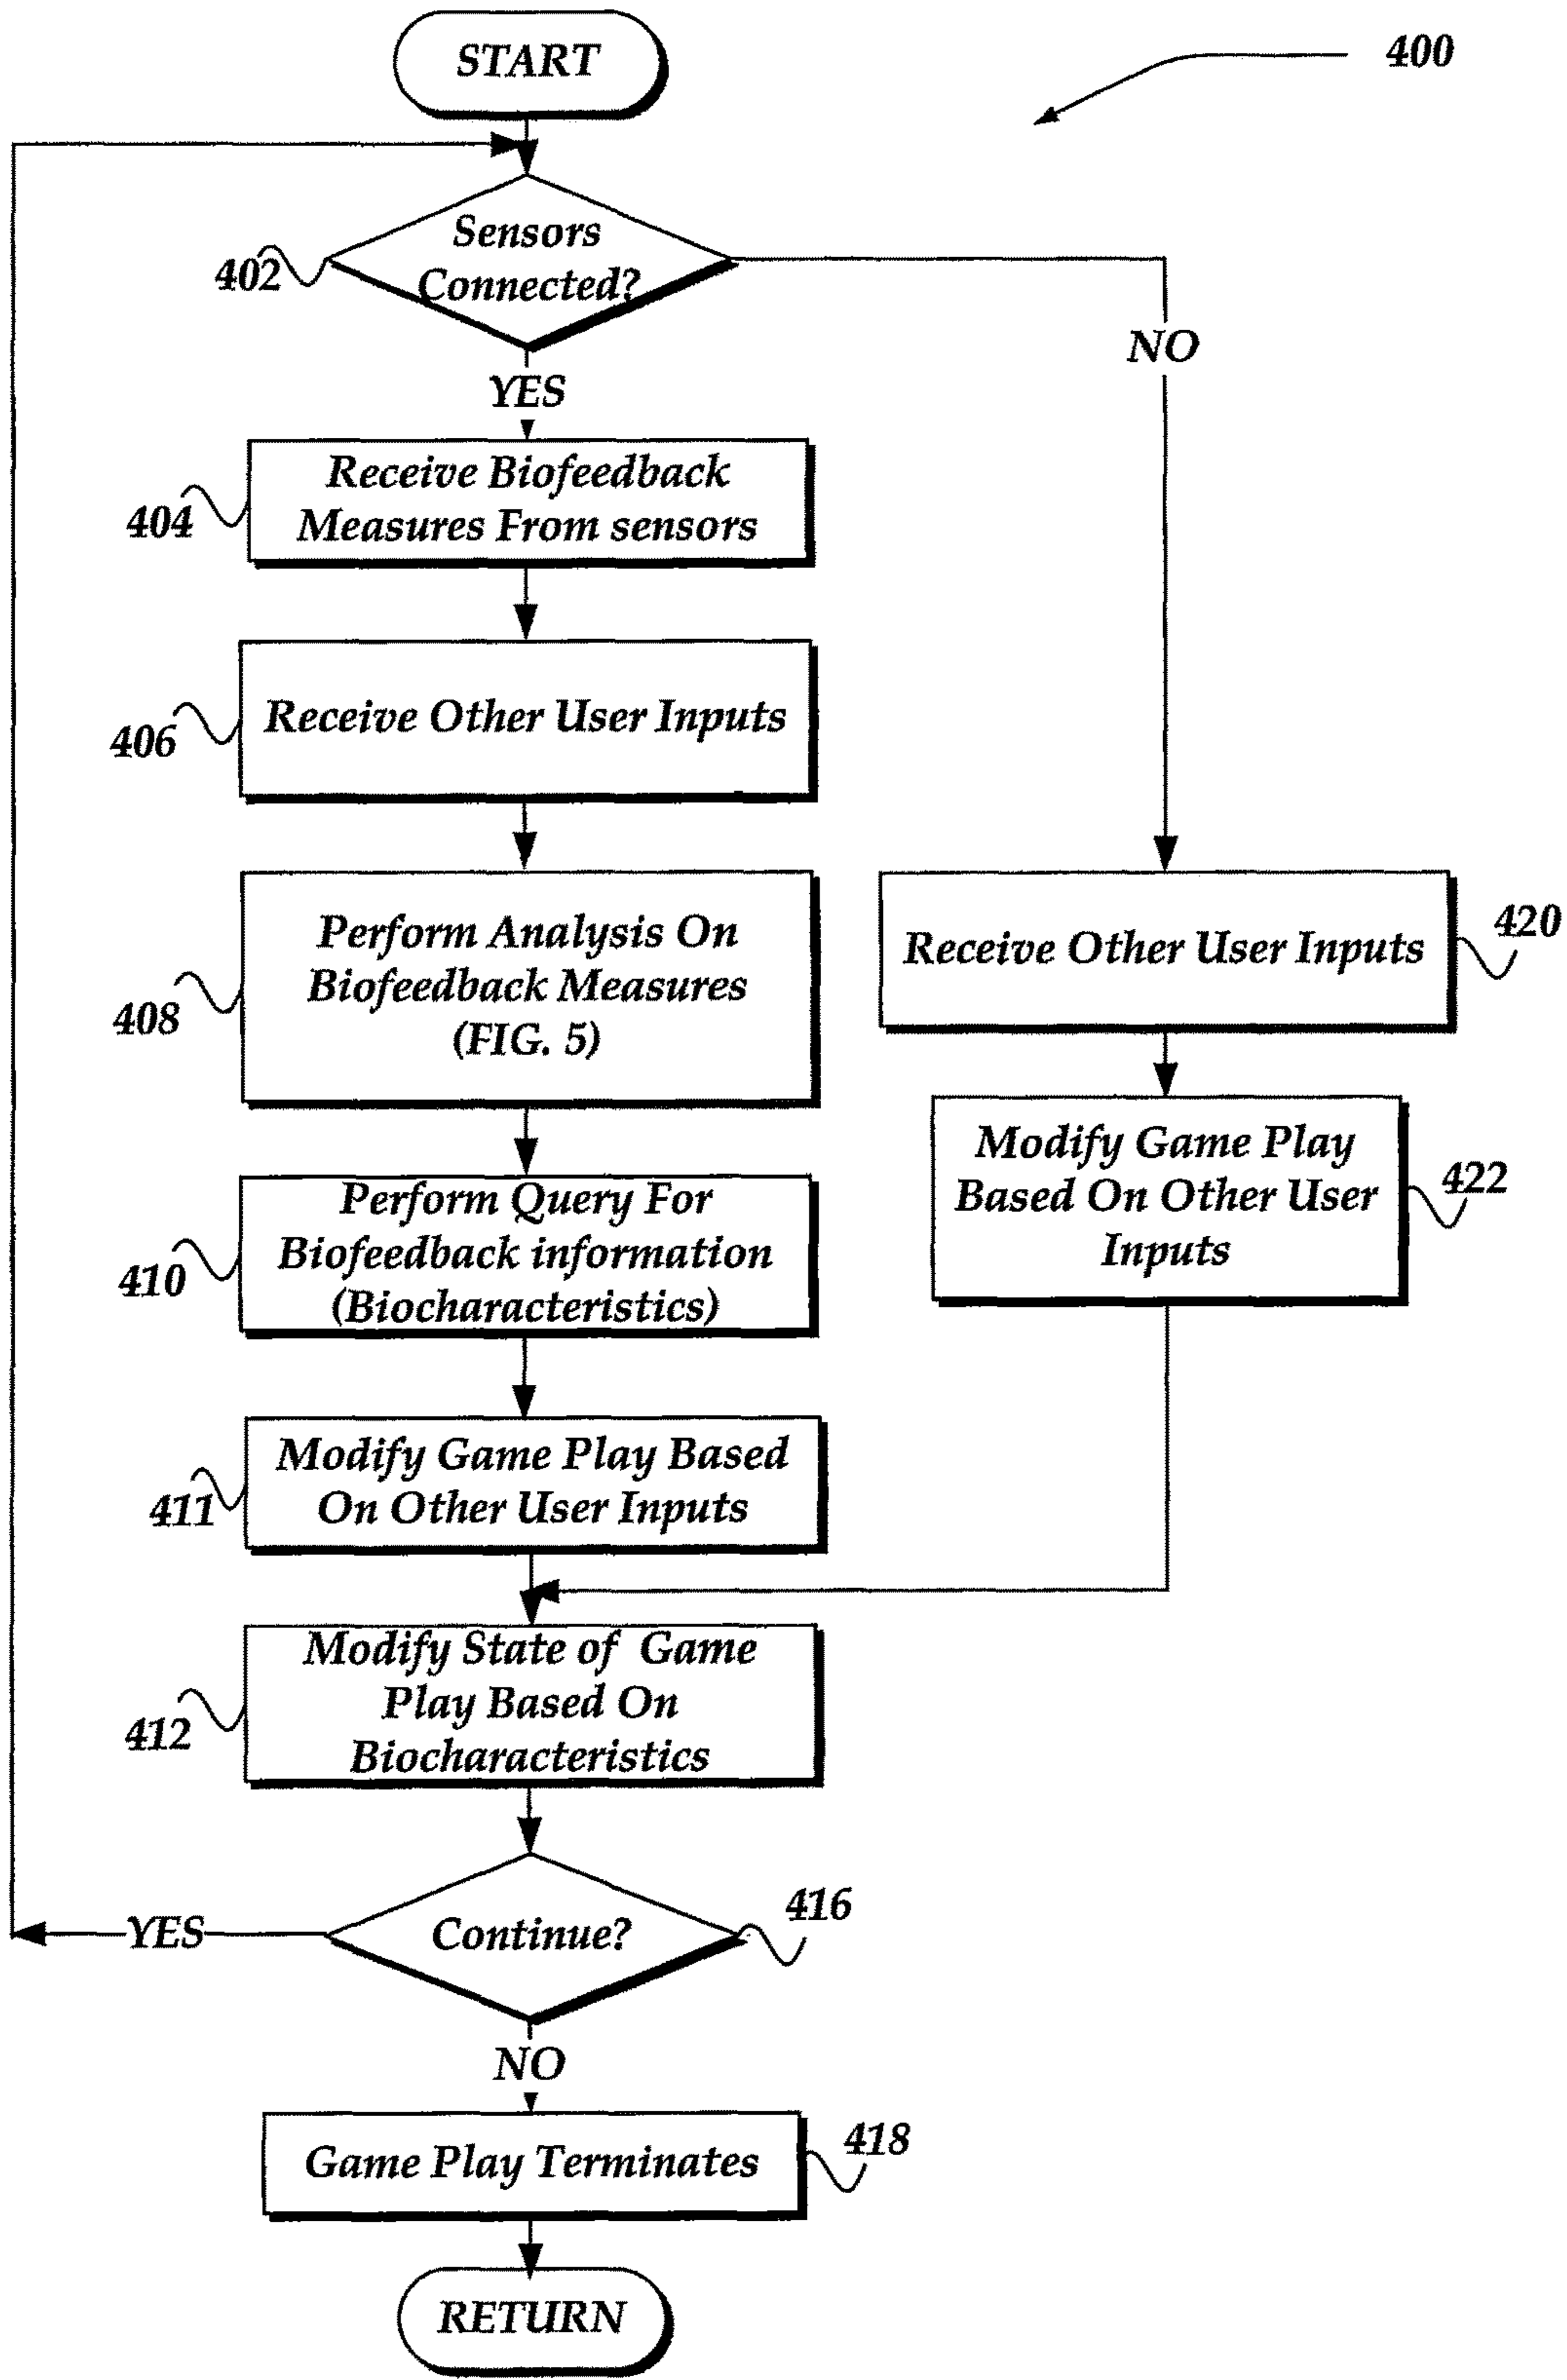 START
400
402
Sensors
Connected?
NO
YES
404
Receive Biofeedback
Measures From sensors
406
Receive Other User Inputs
408
Perform Analysis On
Biofeedback Measures
(FIG. 5)
420
Receive Other User Inputs
410
Perform Query For
Biofeedback information
(Biocharacteristics)
422
Modify Game Play
Based On Other User
Inputs
411
Modify Game Play Based
On Other User Inputs
412
Modify State of Game
Play Based On
Biocharacteristics
YES
Continue?
416
NO
Game Play Terminates
418
RETURN